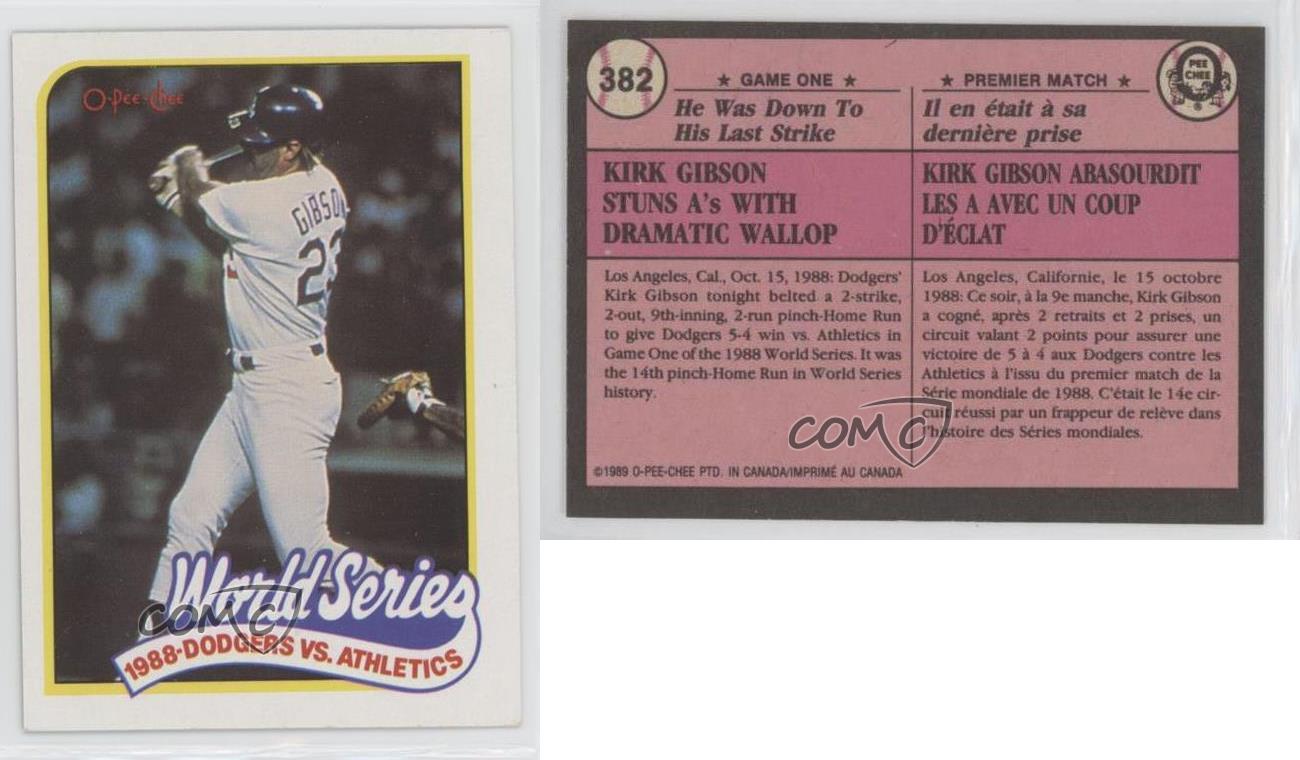 O-Pee-Chee
GIBSO
23
World Series
1988-DODGERS VS. ATHLETICS
COMC
382
★ GAME ONE ★
He Was Down To
His Last Strike
KIRK GIBSON
STUNS A's WITH
DRAMATIC WALLOP
Los Angeles, Cal., Oct. 15, 1988: Dodgers'
Kirk Gibson tonight belted a 2-strike,
2-out, 9th-inning, 2-run pinch-Home Run
to give Dodgers 5-4 win vs. Athletics in
Game One of the 1988 World Series. It was
the 14th pinch-Home Run in World Series
history.
©1989 O-PEE-CHEE PTD. IN CANADA/IMPRIMÉ AU CANADA
★ PREMIER MATCH ★
PEE
CHEE
®
Il en était à sa
dernière prise
KIRK GIBSON ABASOURDIT
LES A AVEC UN COUP
D'ÉCLAT
Los Angeles, Californie, le 15 octobre
1988: Ce soir, à la 9e manche, Kirk Gibson
a cogné, après 2 retraits et 2 prises, un
circuit valant 2 points pour assurer une
victoire de 5 à 4 aux Dodgers contre les
Athletics à l'issu du premier match de la
Série mondiale de 1988. C'était le 14e cir-
cuit réussi par un frappeur de relève dans
l'histoire des Séries mondiales.
COMC